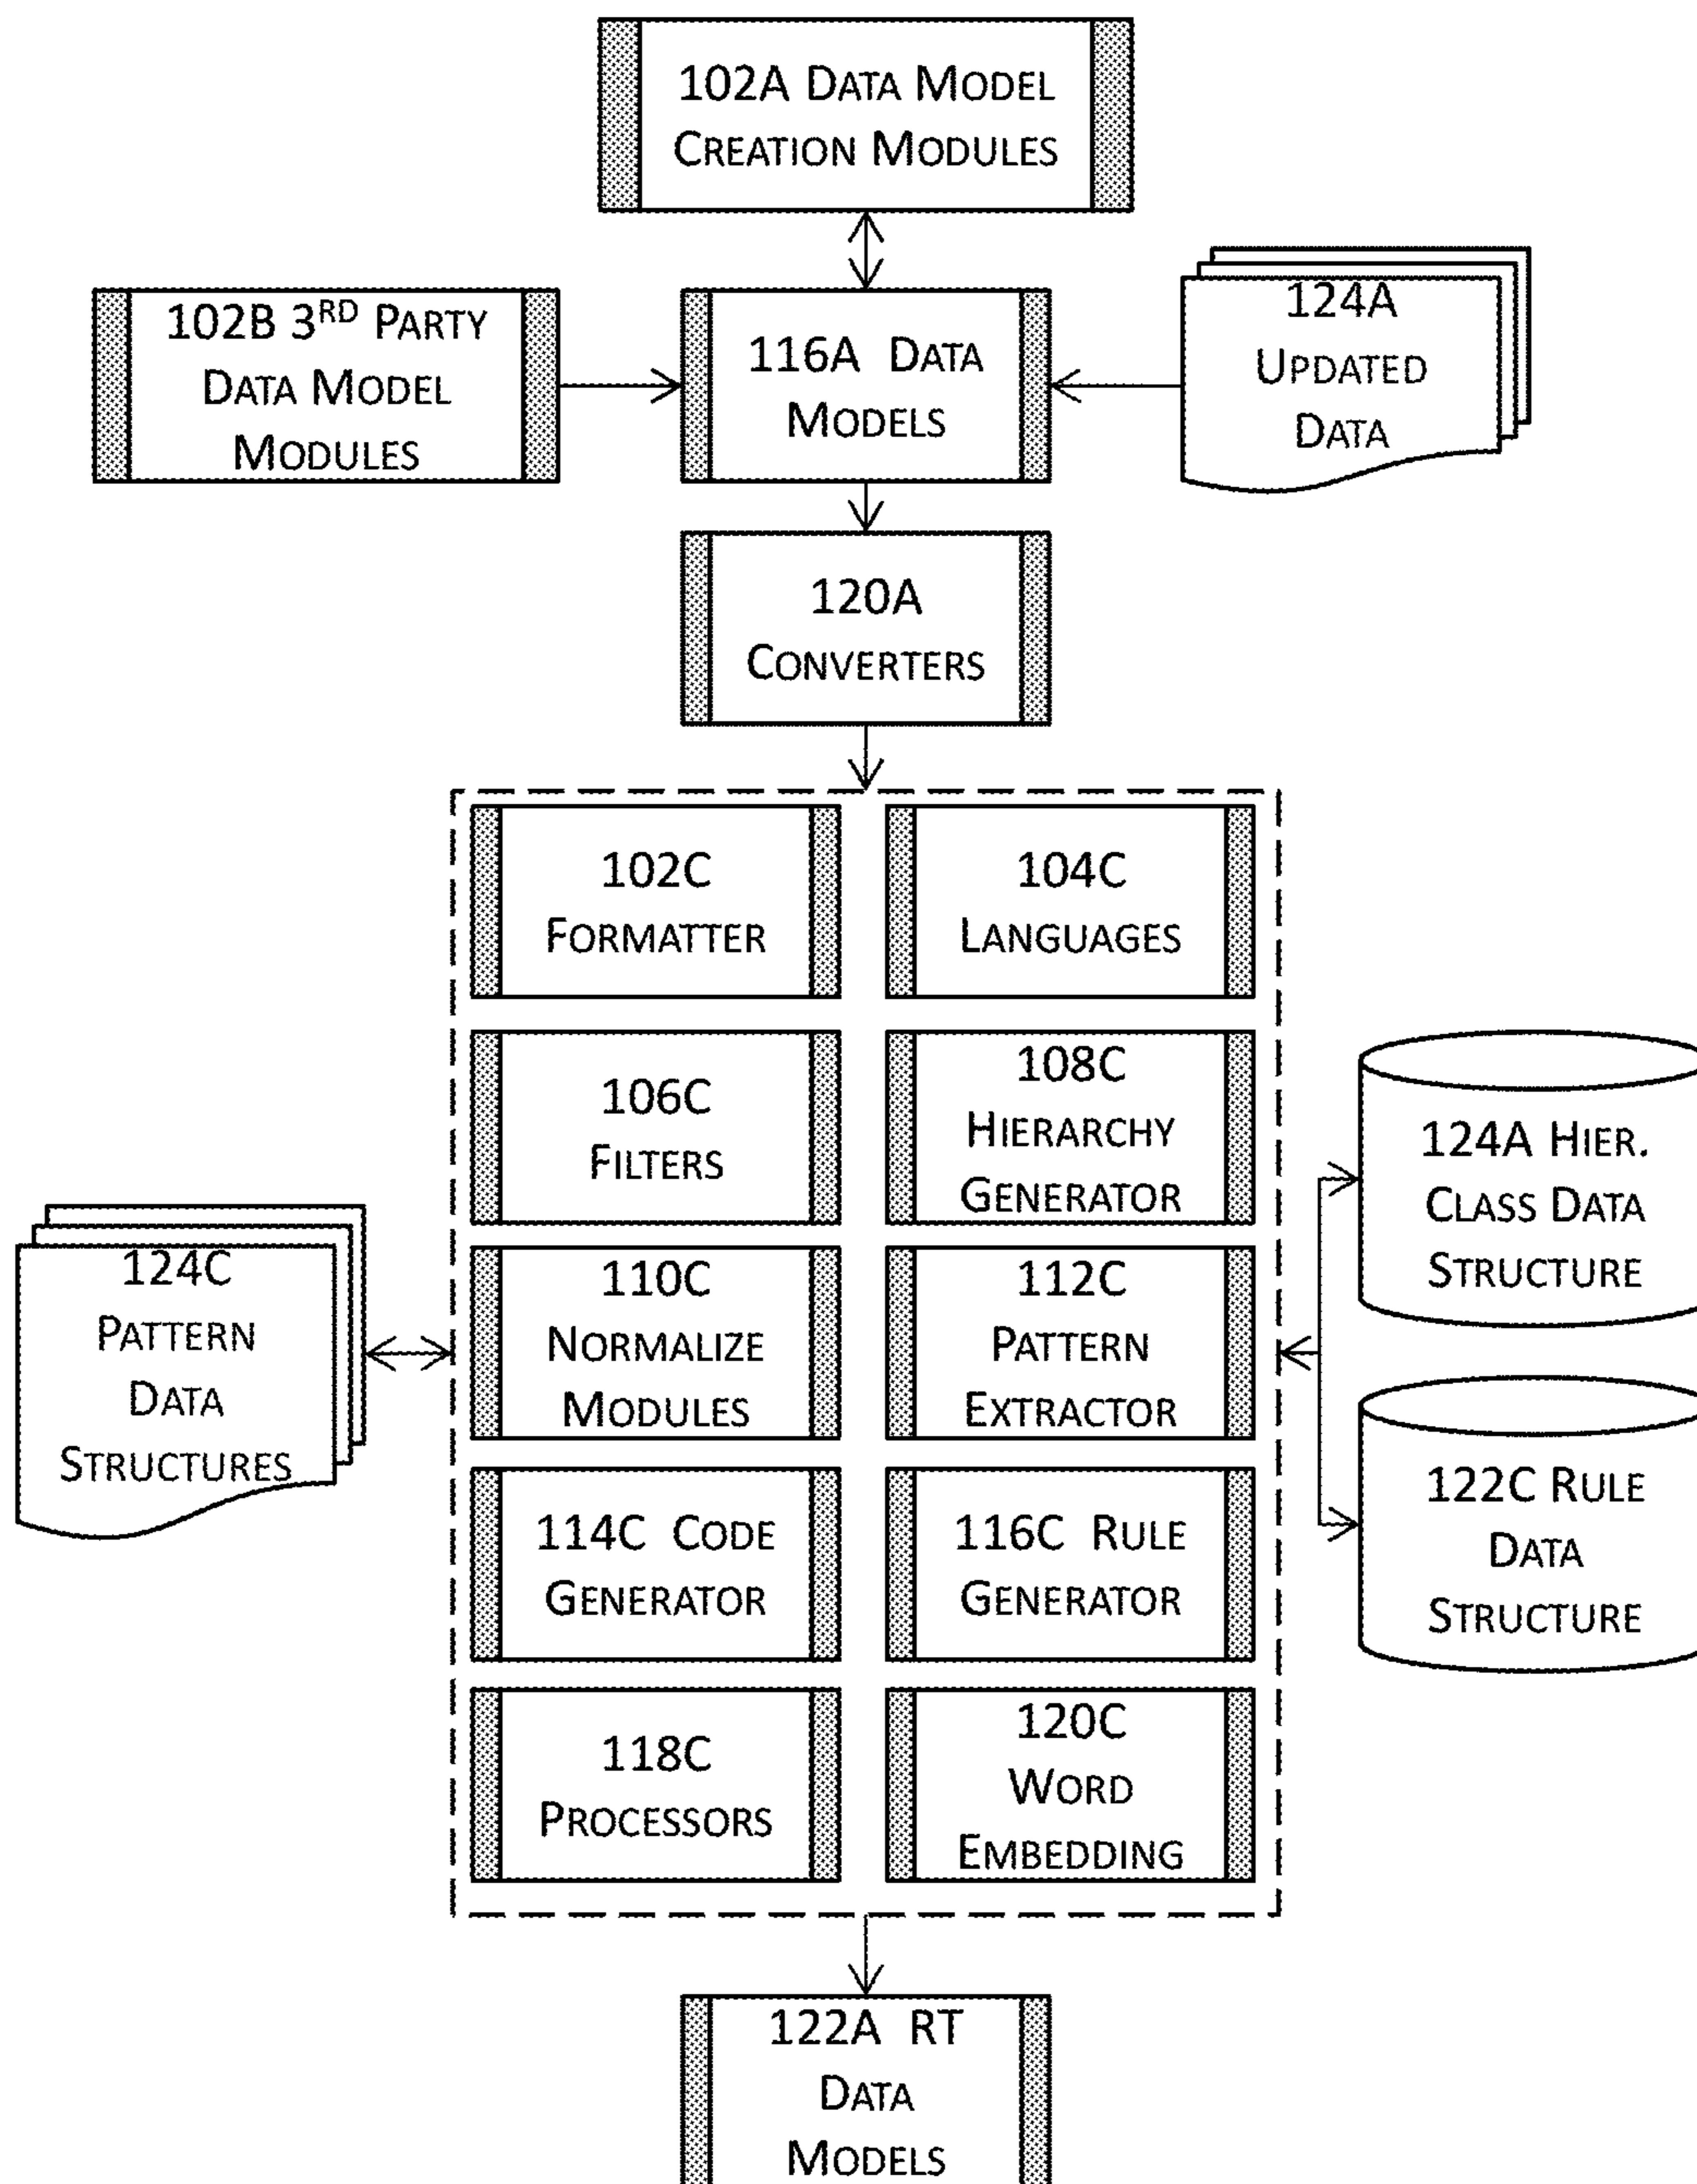 102A DATA MODEL
CREATION MODULES
102B 3RD PARTY
DATA MODEL
MODULES
116A DATA
MODELS
124A
UPDATED
DATA
120A
CONVERTERS
102C
FORMATTER
104C
LANGUAGES
106C
FILTERS
108C
HIERARCHY
GENERATOR
124A HIER.
CLASS DATA
STRUCTURE
124C
PATTERN
DATA
STRUCTURES
110C
NORMALIZE
MODULES
112C
PATTERN
EXTRACTOR
122C RULE
DATA
STRUCTURE
114C CODE
GENERATOR
116C RULE
GENERATOR
118C
PROCESSORS
120C
WORD
EMBEDDING
122A RT
DATA
MODELS